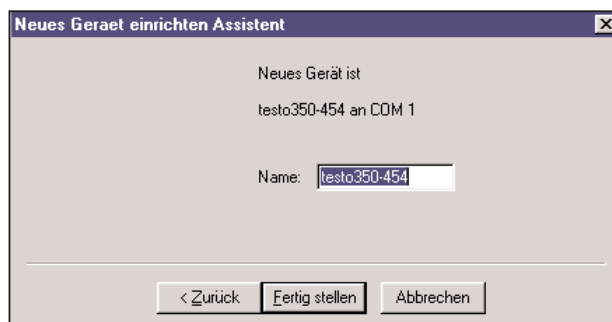 Neues Geraet einrichten Assistent
Neues Gerät ist
testo350-454 an COM 1
Name: testo350-454
< Zurück Fertig stellen Abbrechen